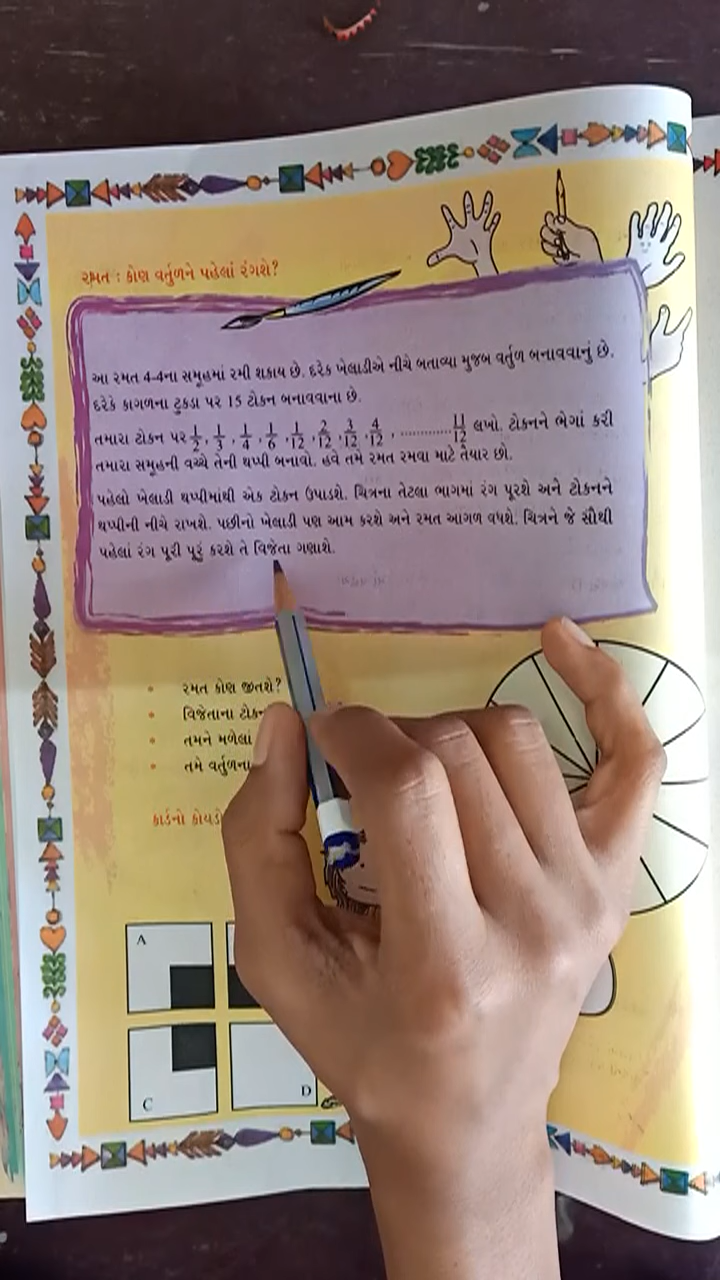 રમત : કોણ વર્તુળને પહેલાં રંગશે?
આ રમત 4-4ના સમૂહમાં રમી શકાય છે. દરેક ખેલાડીએ નીચે બતાવ્યા મુજબ વર્તુળ બનાવવાનું છે.
દરેકે કાગળના ટુકડા પર 15 ટોકન બનાવવાના છે.
તમારા ટોકન પર 1/2, 1/3, 1/4, 1/6, 1/12, 2/12, 3/12, 4/12, ............. 11/12 લખો. ટોકનને ભેગાં કરી
તમારા સમૂહની વચ્ચે તેની થપ્પી બનાવો. હવે તમે રમત રમવા માટે તૈયાર છો.
પહેલો ખેલાડી થપ્પીમાંથી એક ટોકન ઉપાડશે. ચિત્રના તેટલા ભાગમાં રંગ પૂરશે અને ટોકનને
થપ્પીની નીચે રાખશે. પછીનો ખેલાડી પણ આમ કરશે અને રમત આગળ વધશે. ચિત્રને જે સૌથી
પહેલાં રંગ પૂરી પૂરું કરશે તે વિજેતા ગણાશે.
• રમત કોણ જીતશે?
• વિજેતાના
• તમને મળેલા
• તમે વર્તુળના
કાર્ડનો
A
C
D